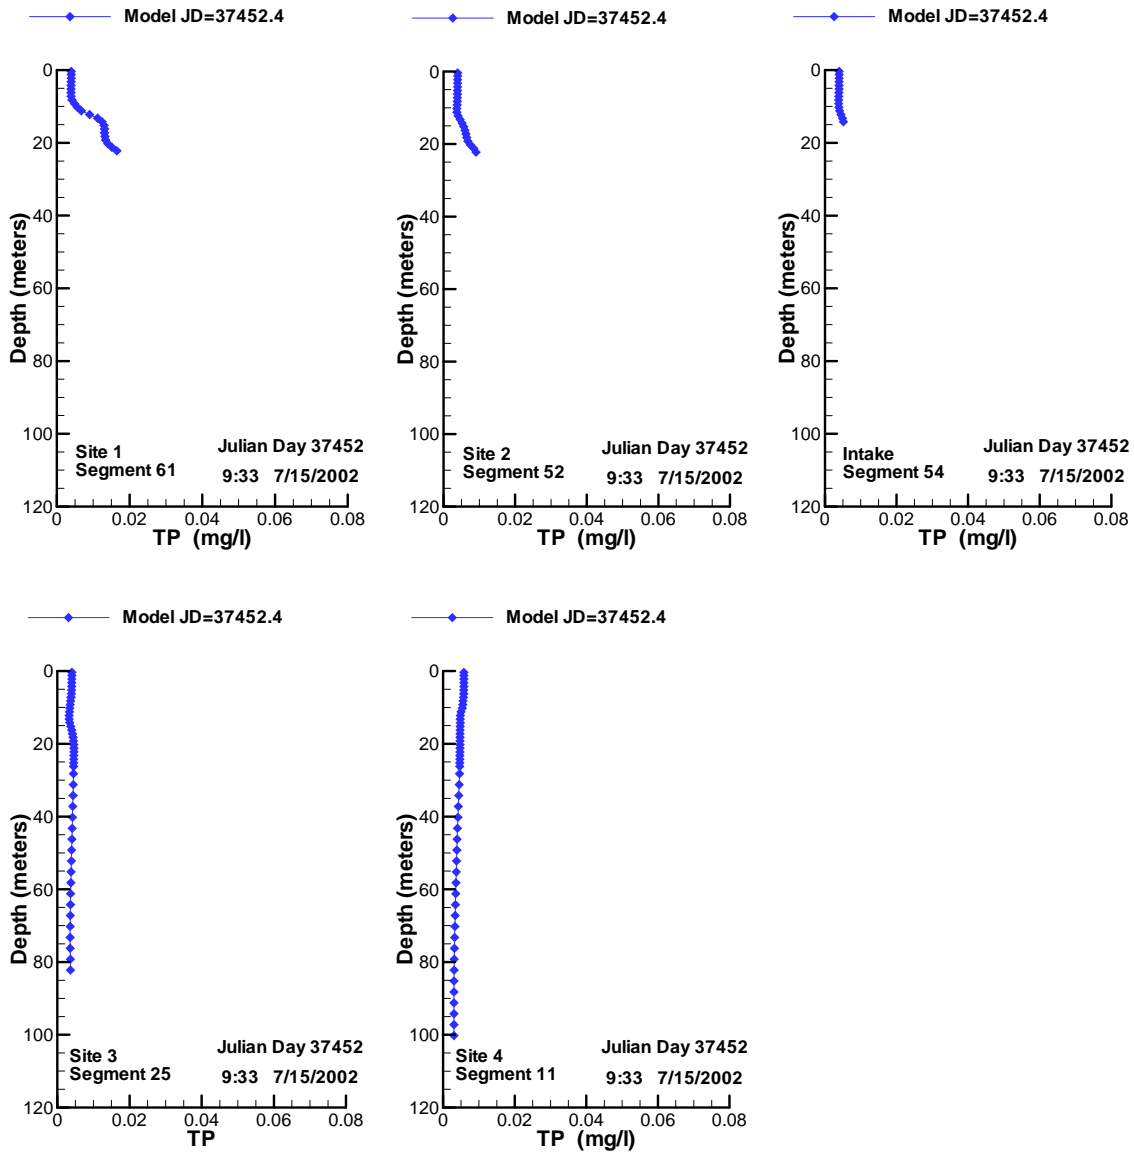 Model JD=37452.4
Model JD=37452.4
Model JD=37452.4
0
20
40
60
80
100
120
Depth (meters)
Site 1
Segment 61
Julian Day 37452
9:33 7/15/2002
0 0.02 0.04 0.06 0.08
TP (mg/l)
0
20
40
60
80
100
120
Depth (meters)
Site 2
Segment 52
Julian Day 37452
9:33 7/15/2002
0 0.02 0.04 0.06 0.08
TP (mg/l)
0
20
40
60
80
100
120
Depth (meters)
Intake
Segment 54
Julian Day 37452
9:33 7/15/2002
0 0.02 0.04 0.06 0.08
TP (mg/l)
Model JD=37452.4
Model JD=37452.4
0
20
40
60
80
100
120
Depth (meters)
Site 3
Segment 25
Julian Day 37452
9:33 7/15/2002
0 0.02 0.04 0.06 0.08
TP
0
20
40
60
80
100
120
Depth (meters)
Site 4
Segment 11
Julian Day 37452
9:33 7/15/2002
0 0.02 0.04 0.06 0.08
TP (mg/l)